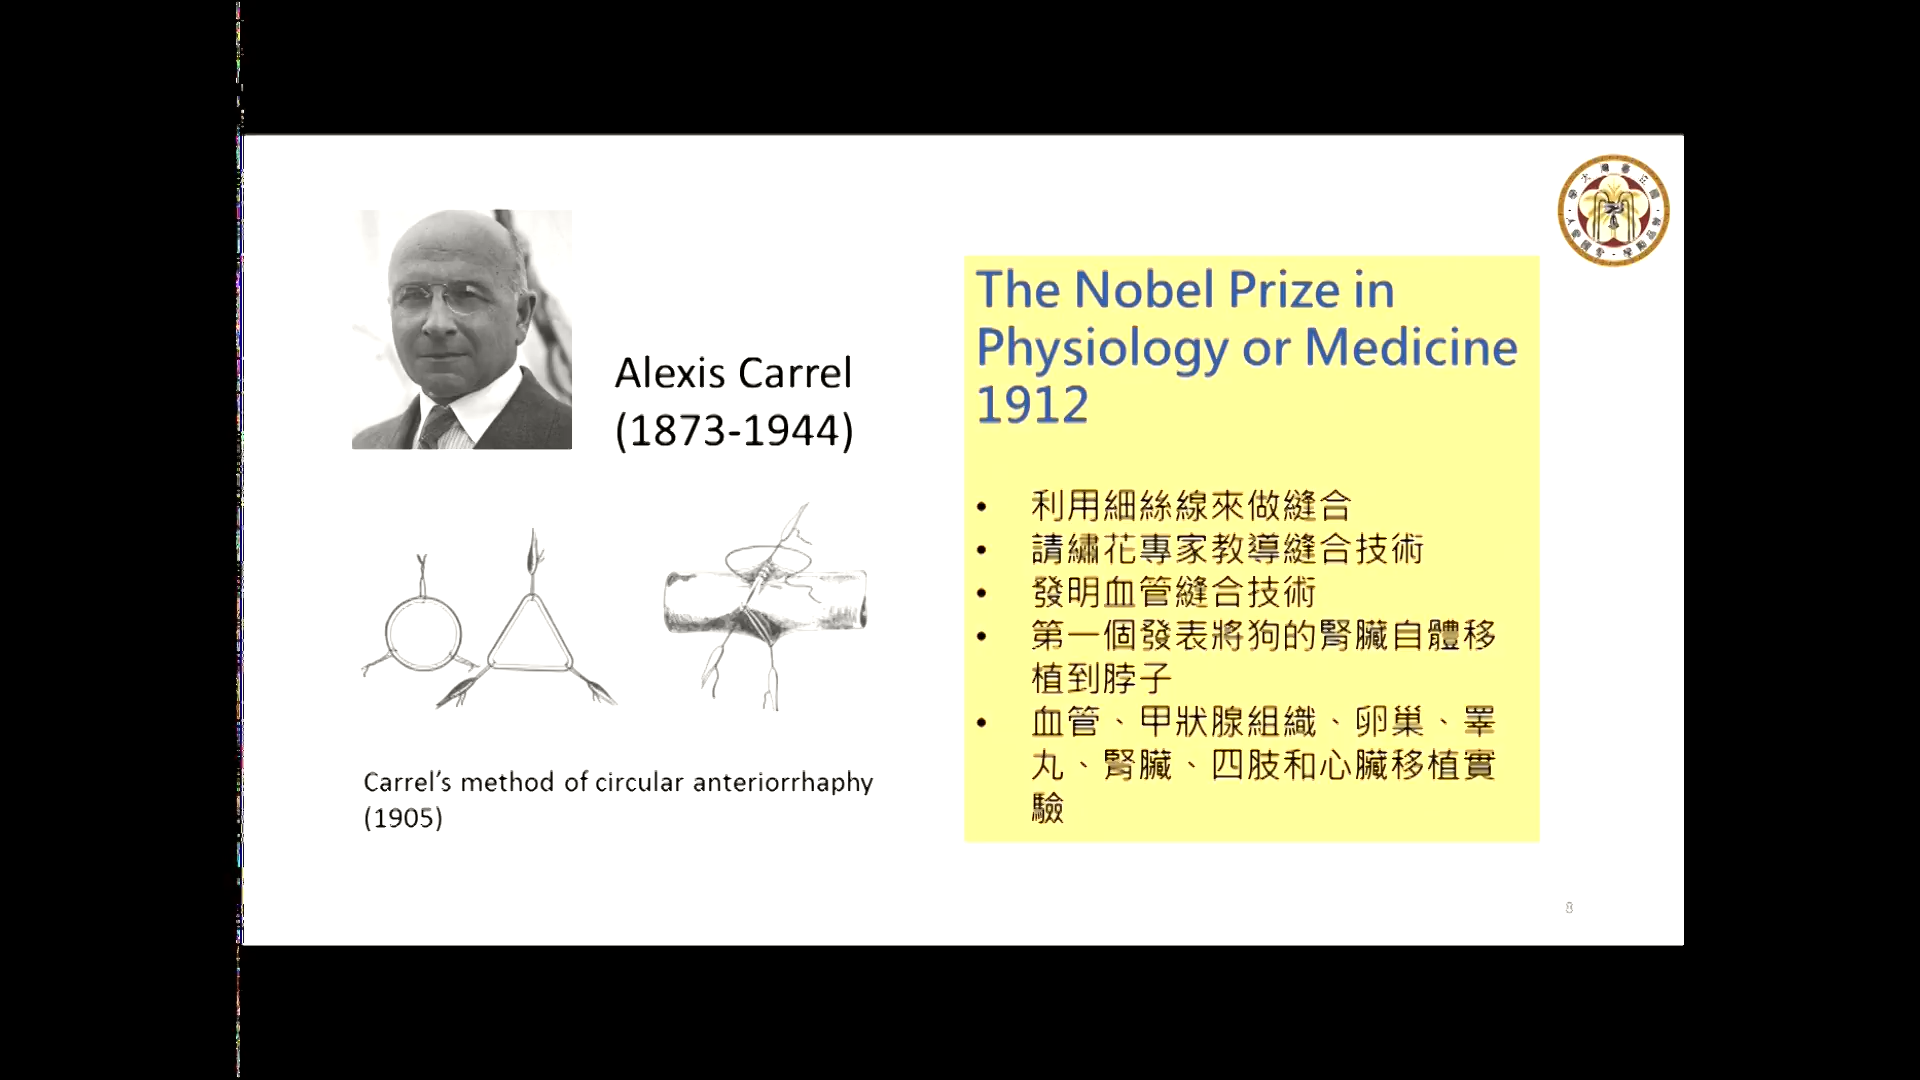 Alexis Carrel
(1873-1944)
Carrel’s method of circular anteriorrhaphy
(1905)
The Nobel Prize in
Physiology or Medicine
1912
• 利用細絲線來做縫合
• 請繡花專家教導縫合技術
• 發明血管縫合技術
• 第一個發表將狗的腎臟自體移
植到脖子
• 血管、甲狀腺組織、卵巢、睪
丸、腎臟、四肢和心臟移植實
驗
8